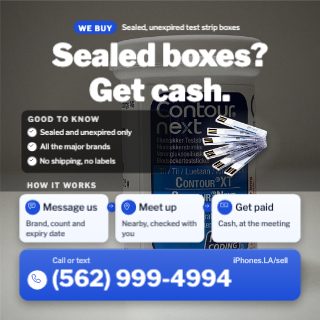 WE BUY
Sealed, unexpired test strip boxes
Sealed boxes?
Get cash.
GOOD TO KNOW
Sealed and unexpired only
All the major brands
No shipping, no labels
Contour
next
HOW IT WORKS
Message us
Brand, count and
expiry date
Meet up
Nearby, checked with
you
Get paid
Cash, at the meeting
CONTOUR XT
CODING
Call or text
iPhones.LA/sell
(562) 999-4994